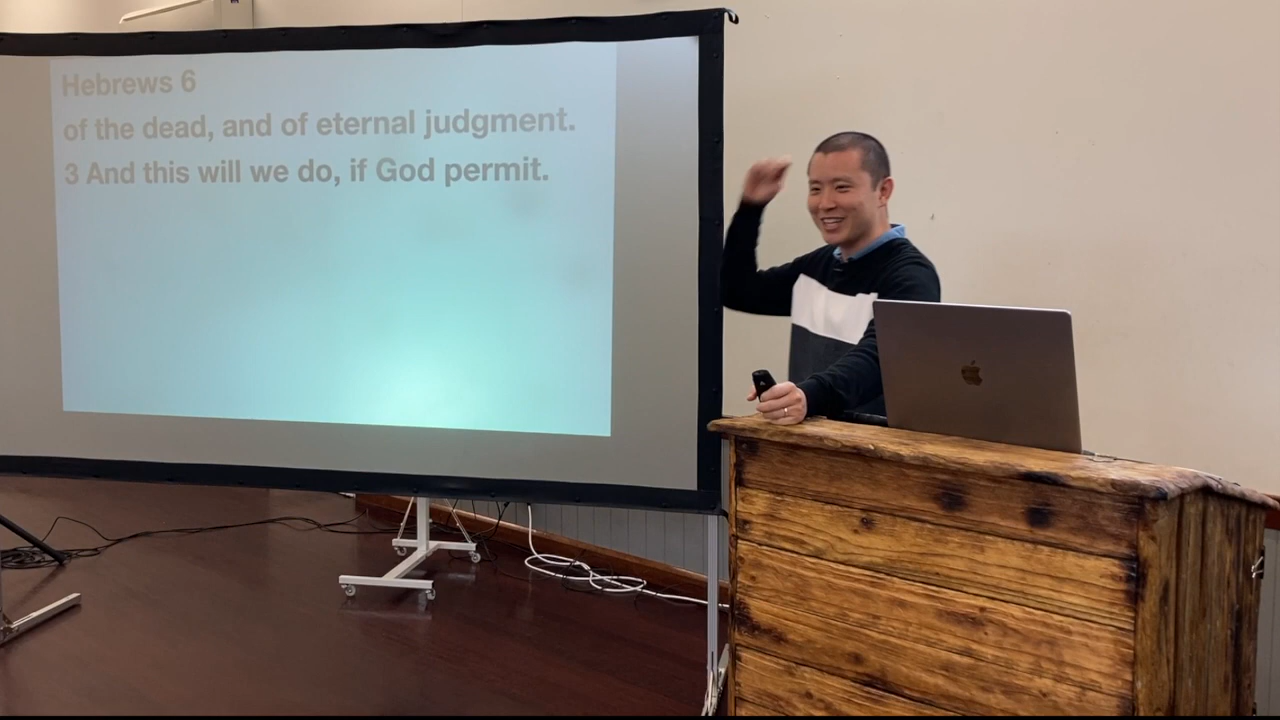 Hebrews 6
of the dead, and of eternal judgment.
3 And this will we do, if God permit.